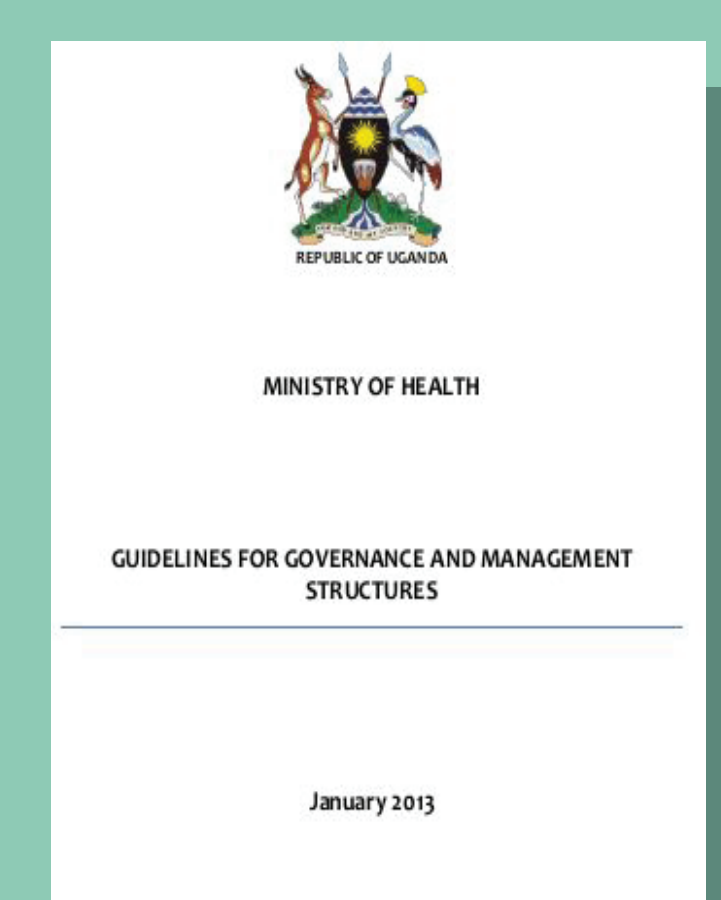 REPUBLIC OF UGANDA
MINISTRY OF HEALTH
GUIDELINES FOR GOVERNANCE AND MANAGEMENT
STRUCTURES
January 2013